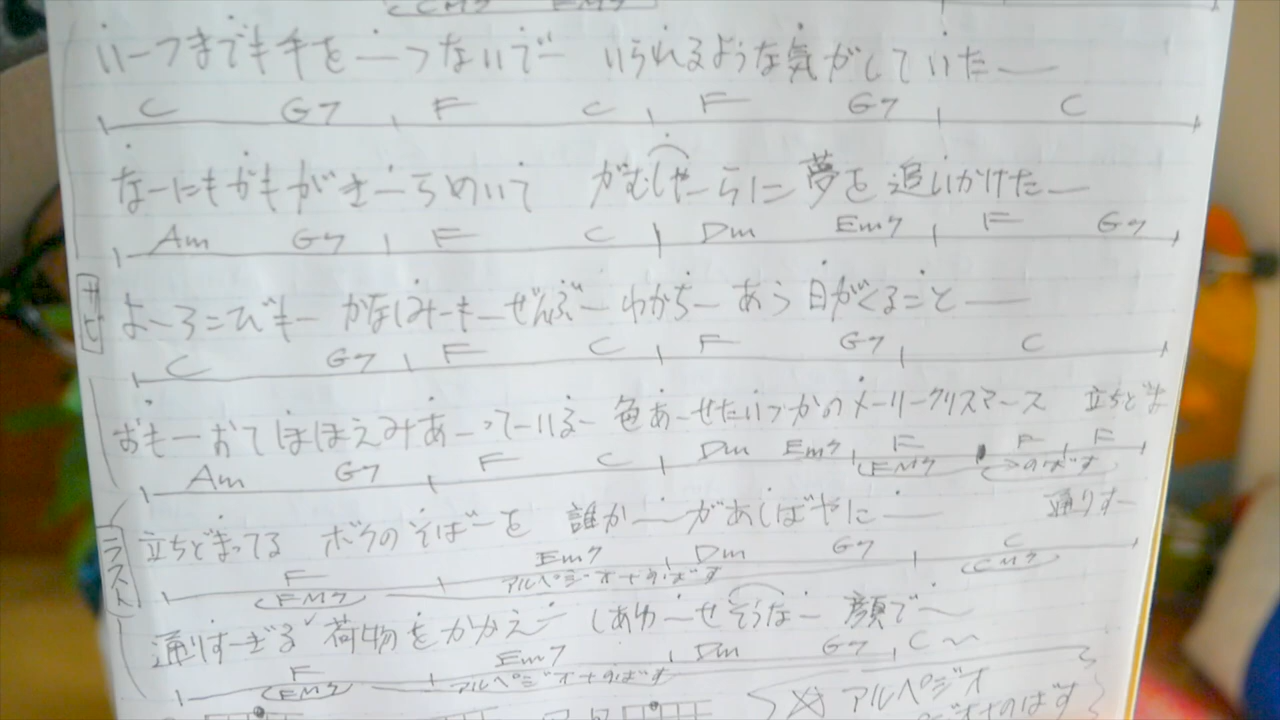 CM7 EM7
いーつまでも手をーつないでー いられるような気がしていたー
C G7 F C F G7 C
なーにもかもがきーらめいて がむしゃーらに夢を追いかけたー
Am G7 F C Dm Em7 F G7
サビ
よーろこびもー かなしみーもーぜんぶーわかちーあう日がくることー
C G7 F C F G7 C
おもーおてほほえみあーってーいるー 色あーせたいつかのメーリークリスマース 立ちどま
Am G7 F C Dm Em7 F F F
(FM7) (→のばす)
ラスト
立ちどまってる ボクのそばーを 誰かーがあしばやにー 通りすー
F Em7 Dm G7 C
(FM7) アルペジオ+のばす (CM7)
通りすーぎる 荷物をかかえー しあわーせそうなー 顔でー
F Em7 Dm G7 C〜
(FM7) アルペジオ+のばす
アルペジオ
のばす